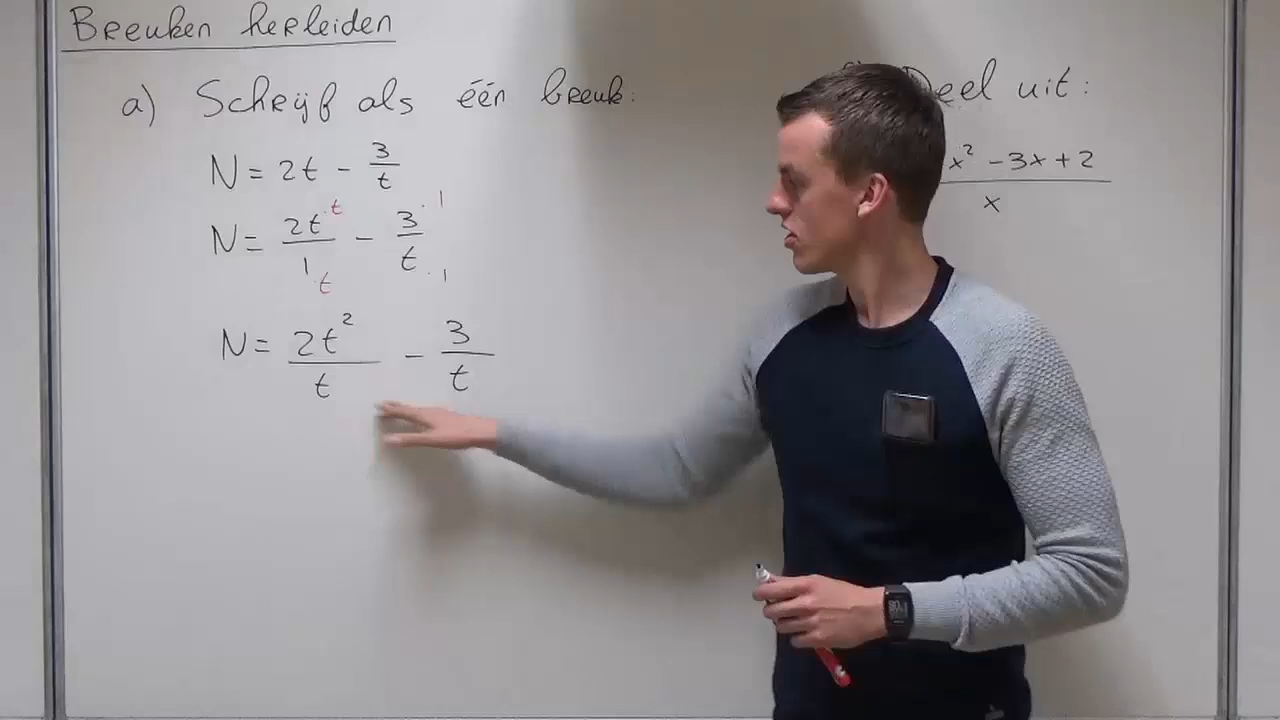 Breuken herleiden
a) Schrijf als één breuk:
N = 2t - 3/t
N = 2t·t/1·t - 3·1/t·1
N = 2t²/t - 3/t
Deel uit:
x² - 3x + 2
x